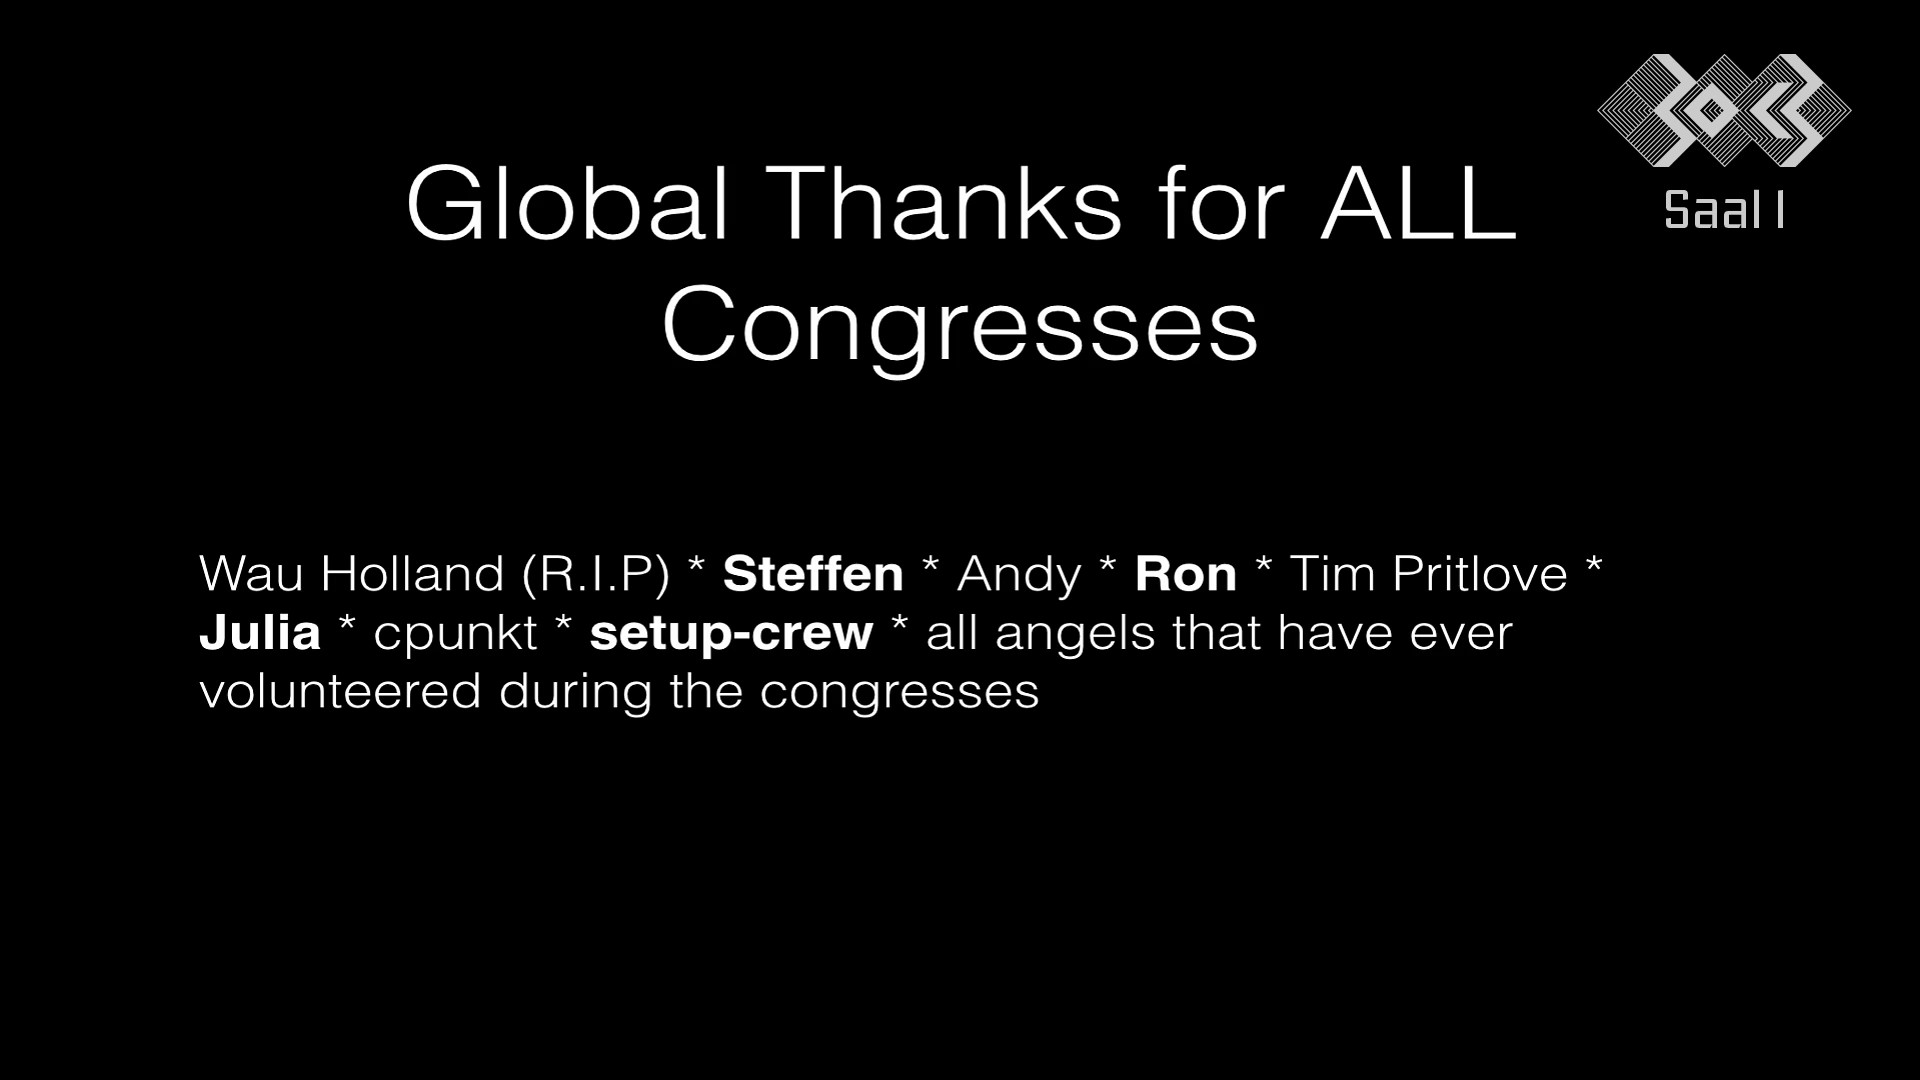 30C3
Saal 1
Global Thanks for ALL
Congresses
Wau Holland (R.I.P) * Steffen * Andy * Ron * Tim Pritlove *
Julia * cpunkt * setup-crew * all angels that have ever
volunteered during the congresses